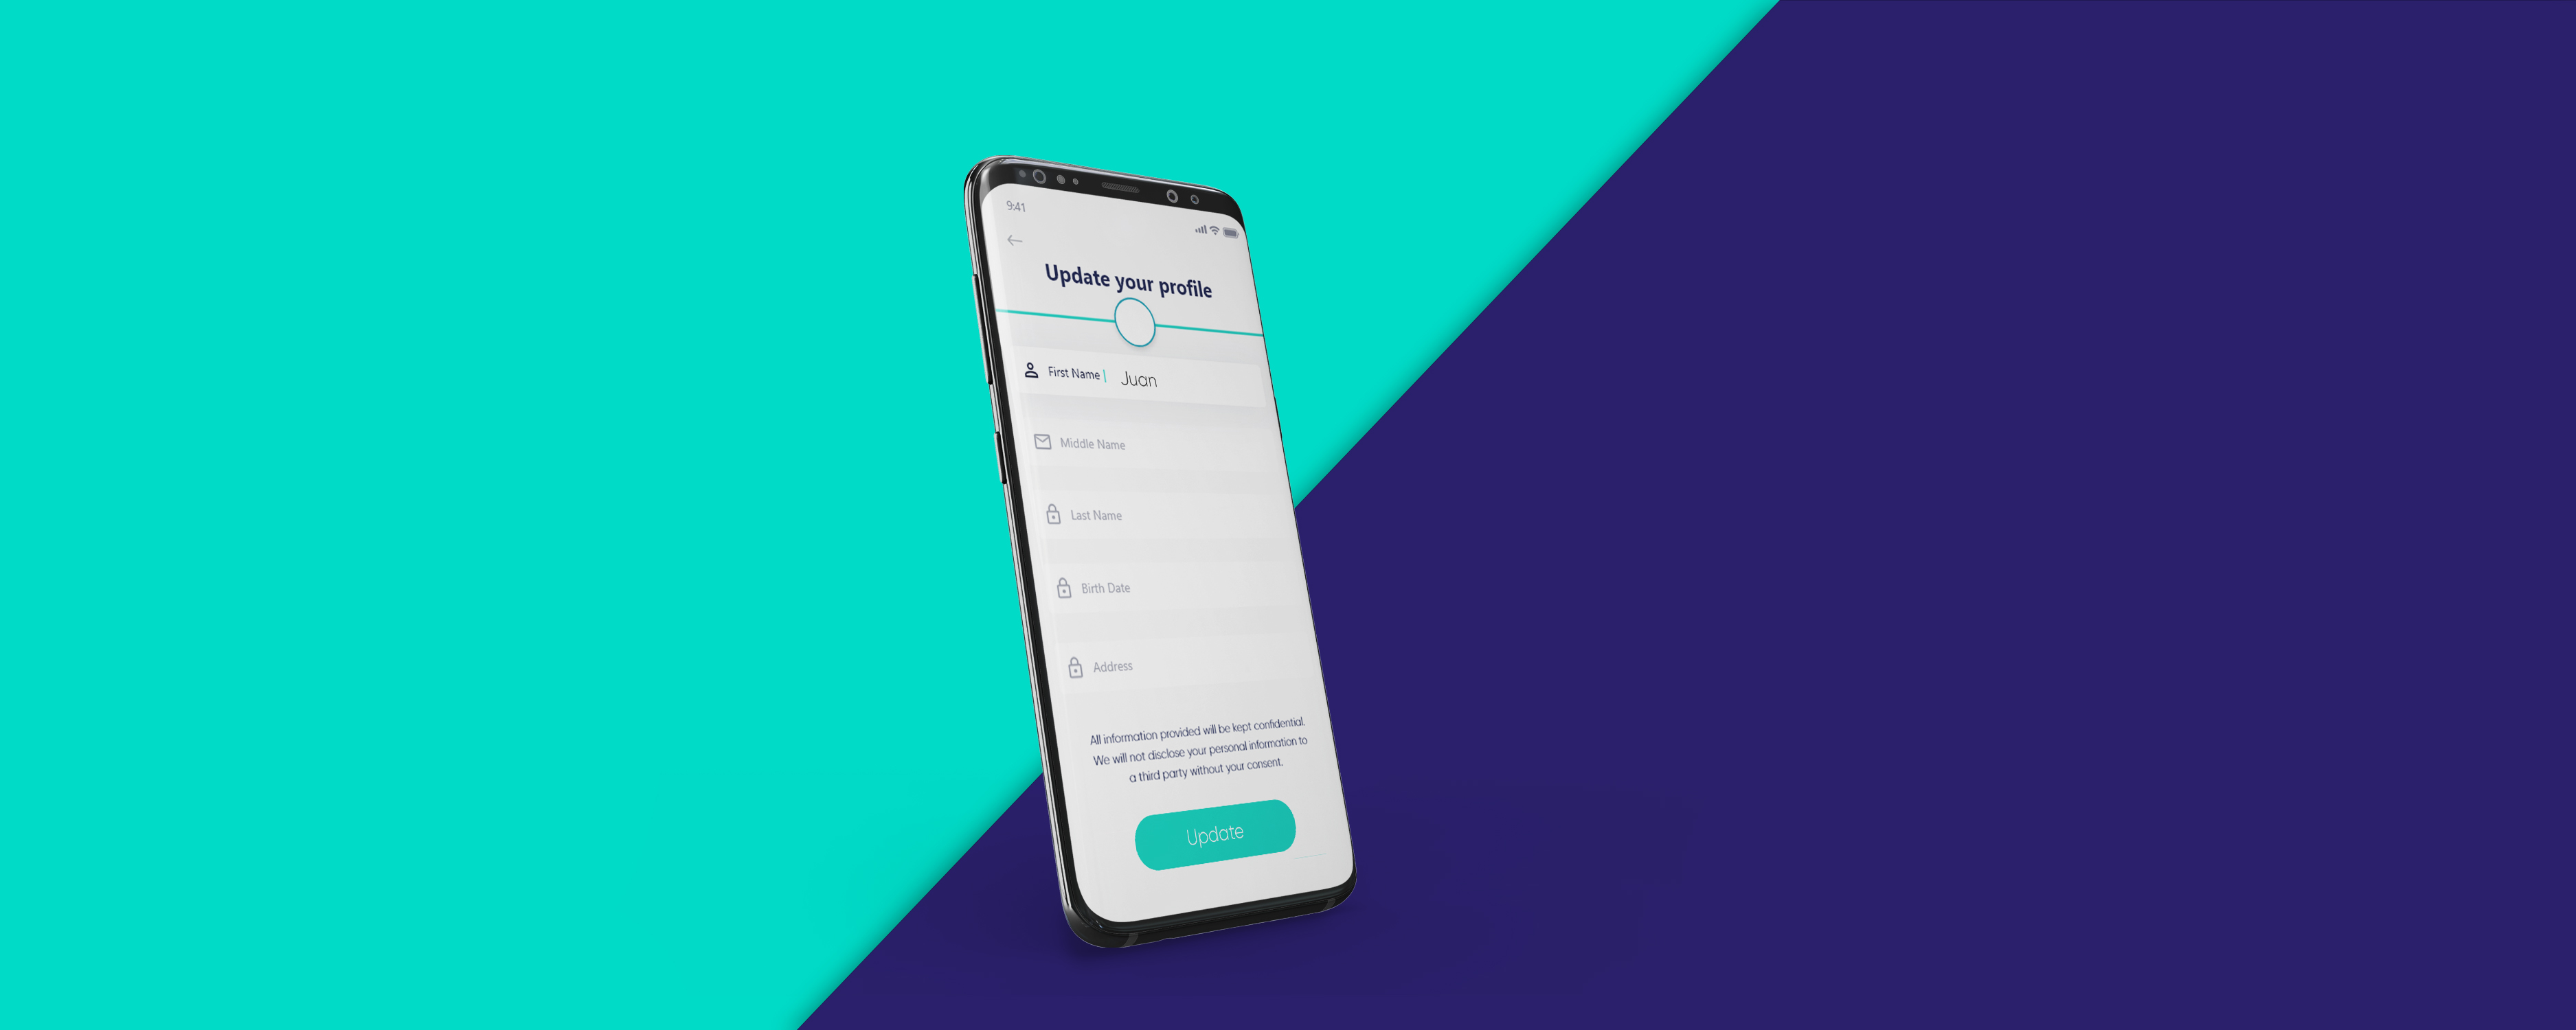 9:41
Update your profile
First Name Juan
Middle Name
Last Name
Birth Date
Address
All information provided will be kept confidential.
We will not disclose your personal information to
a third party without your consent.
Update